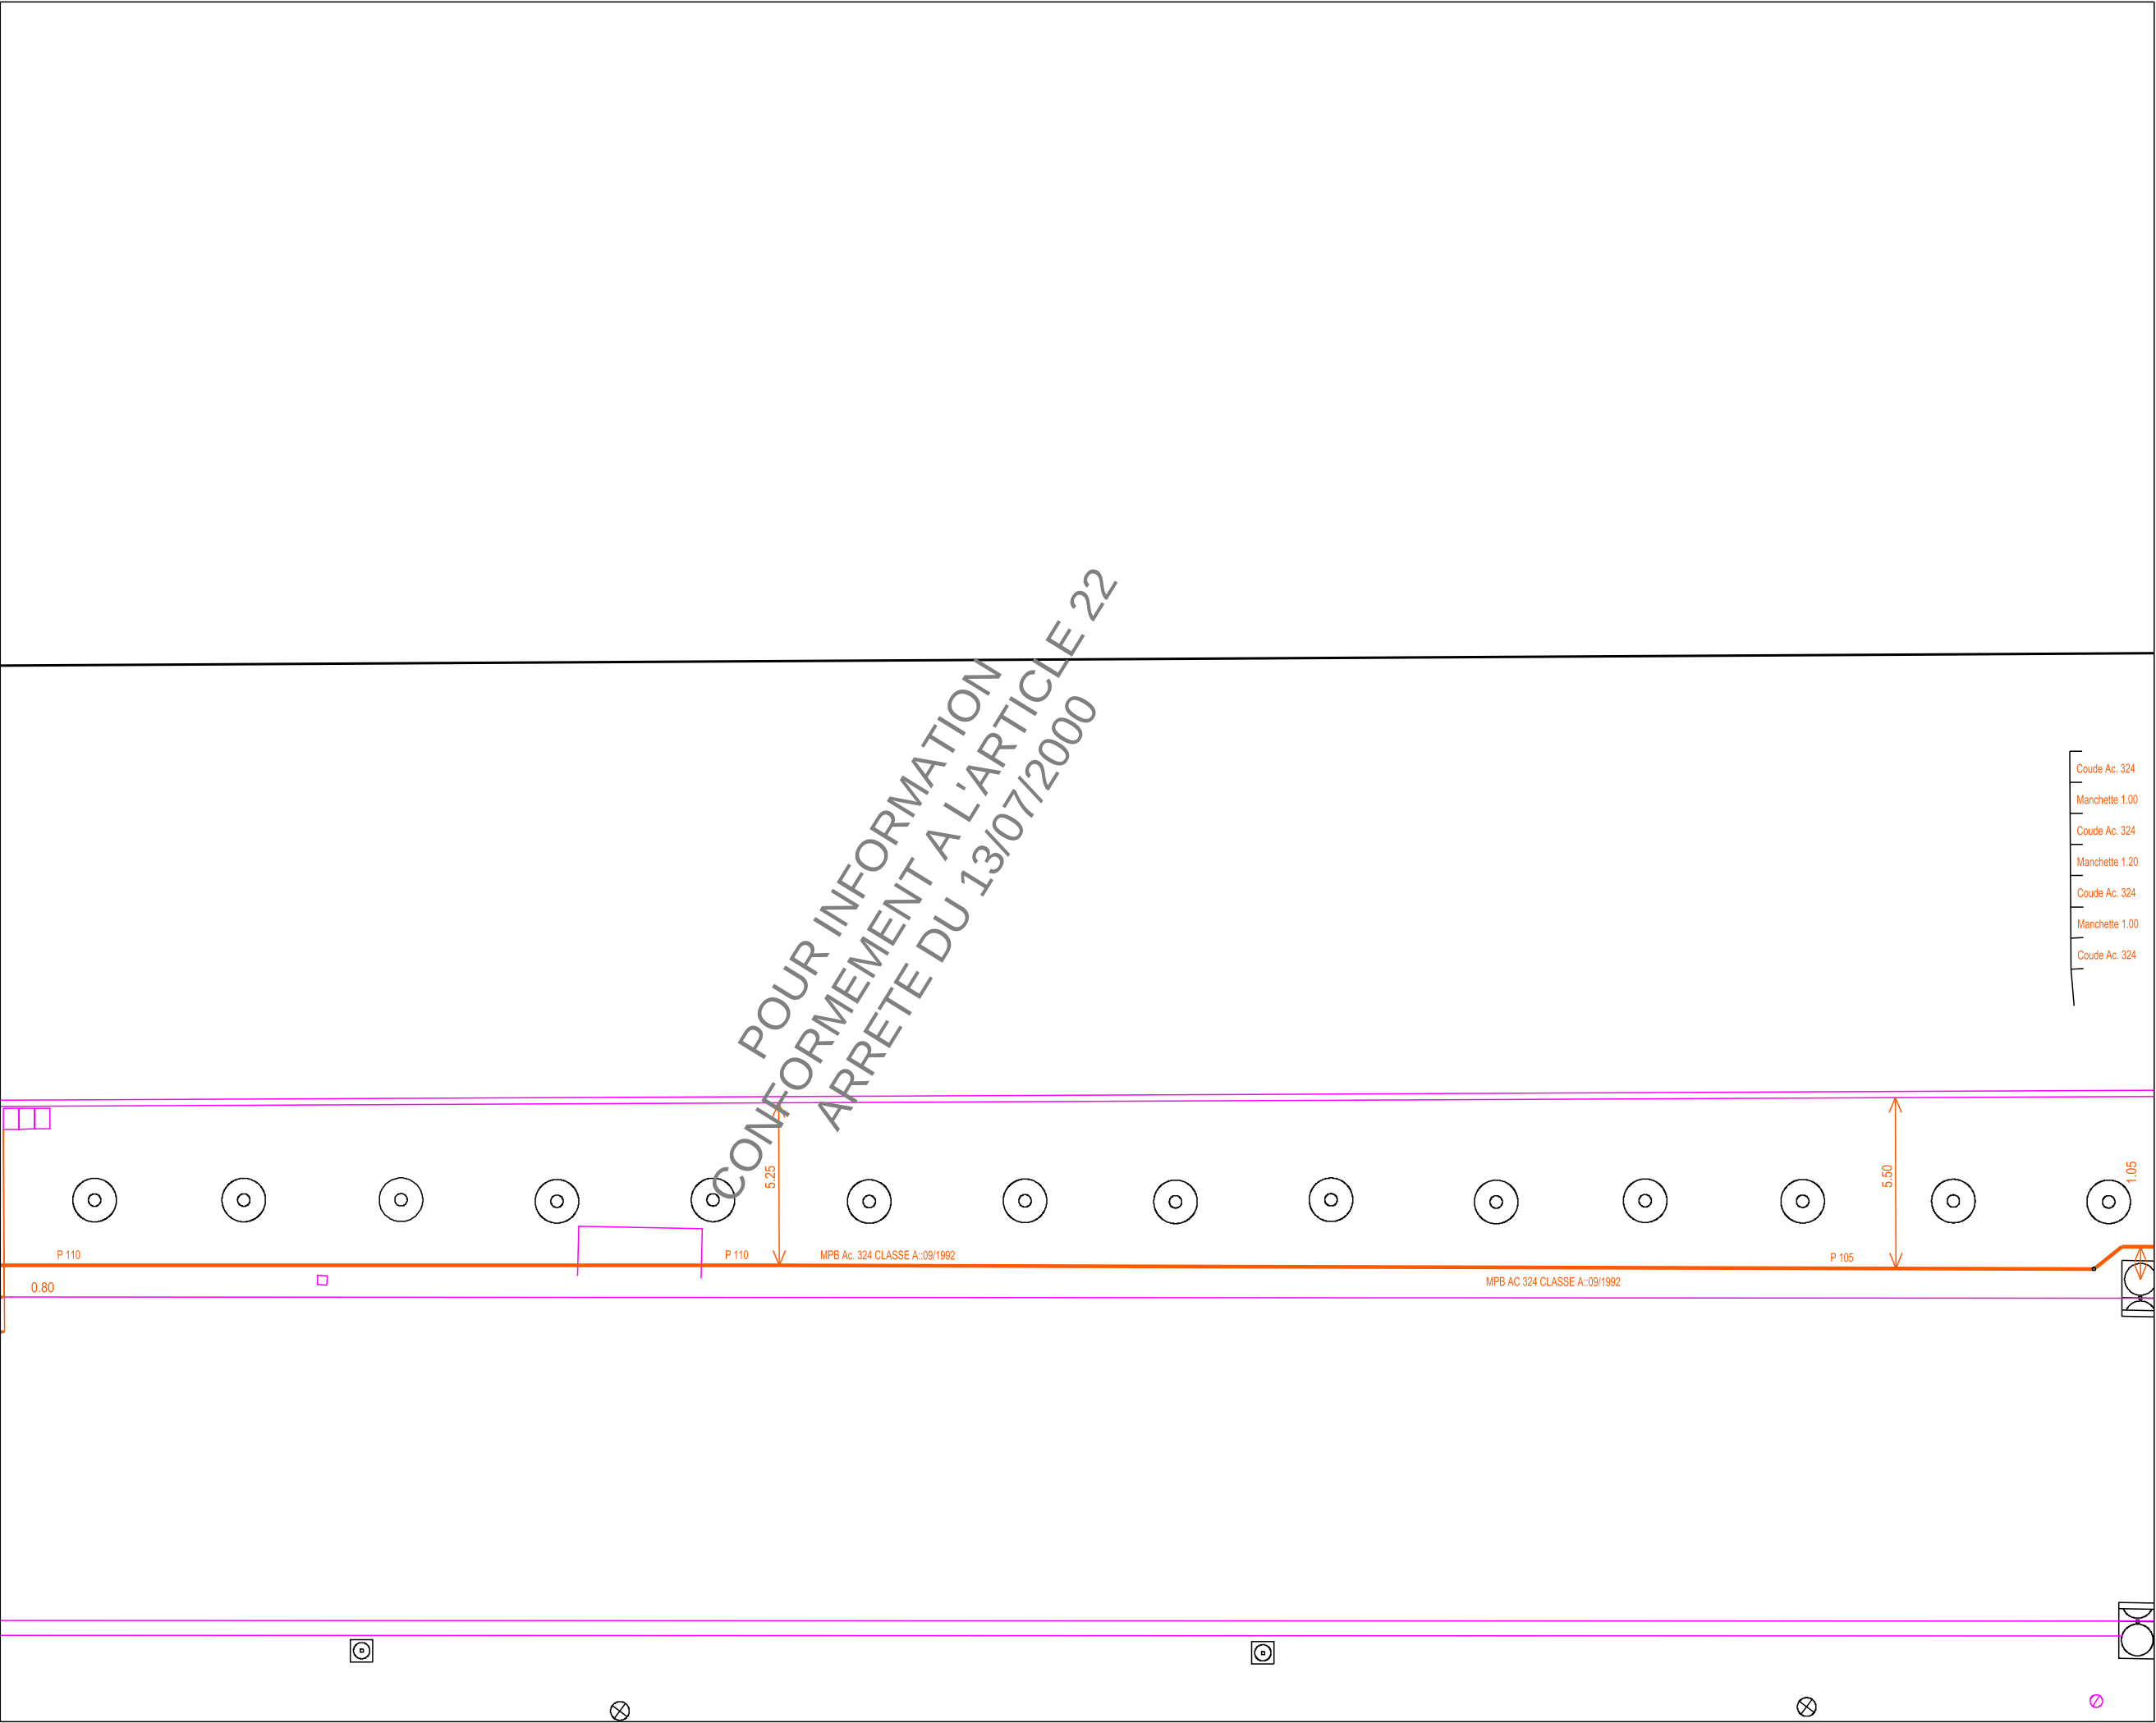 POUR INFORMATION
CONFORMEMENT A L'ARTICLE 22
ARRETE DU 13/07/2000
Coude Ac. 324
Manchette 1.00
Coude Ac. 324
Manchette 1.20
Coude Ac. 324
Manchette 1.00
Coude Ac. 324
5.25
5.50
1.05
P 110
P 110
MPB Ac. 324 CLASSE A::09/1992
P 105
0.80
MPB AC 324 CLASSE A::09/1992